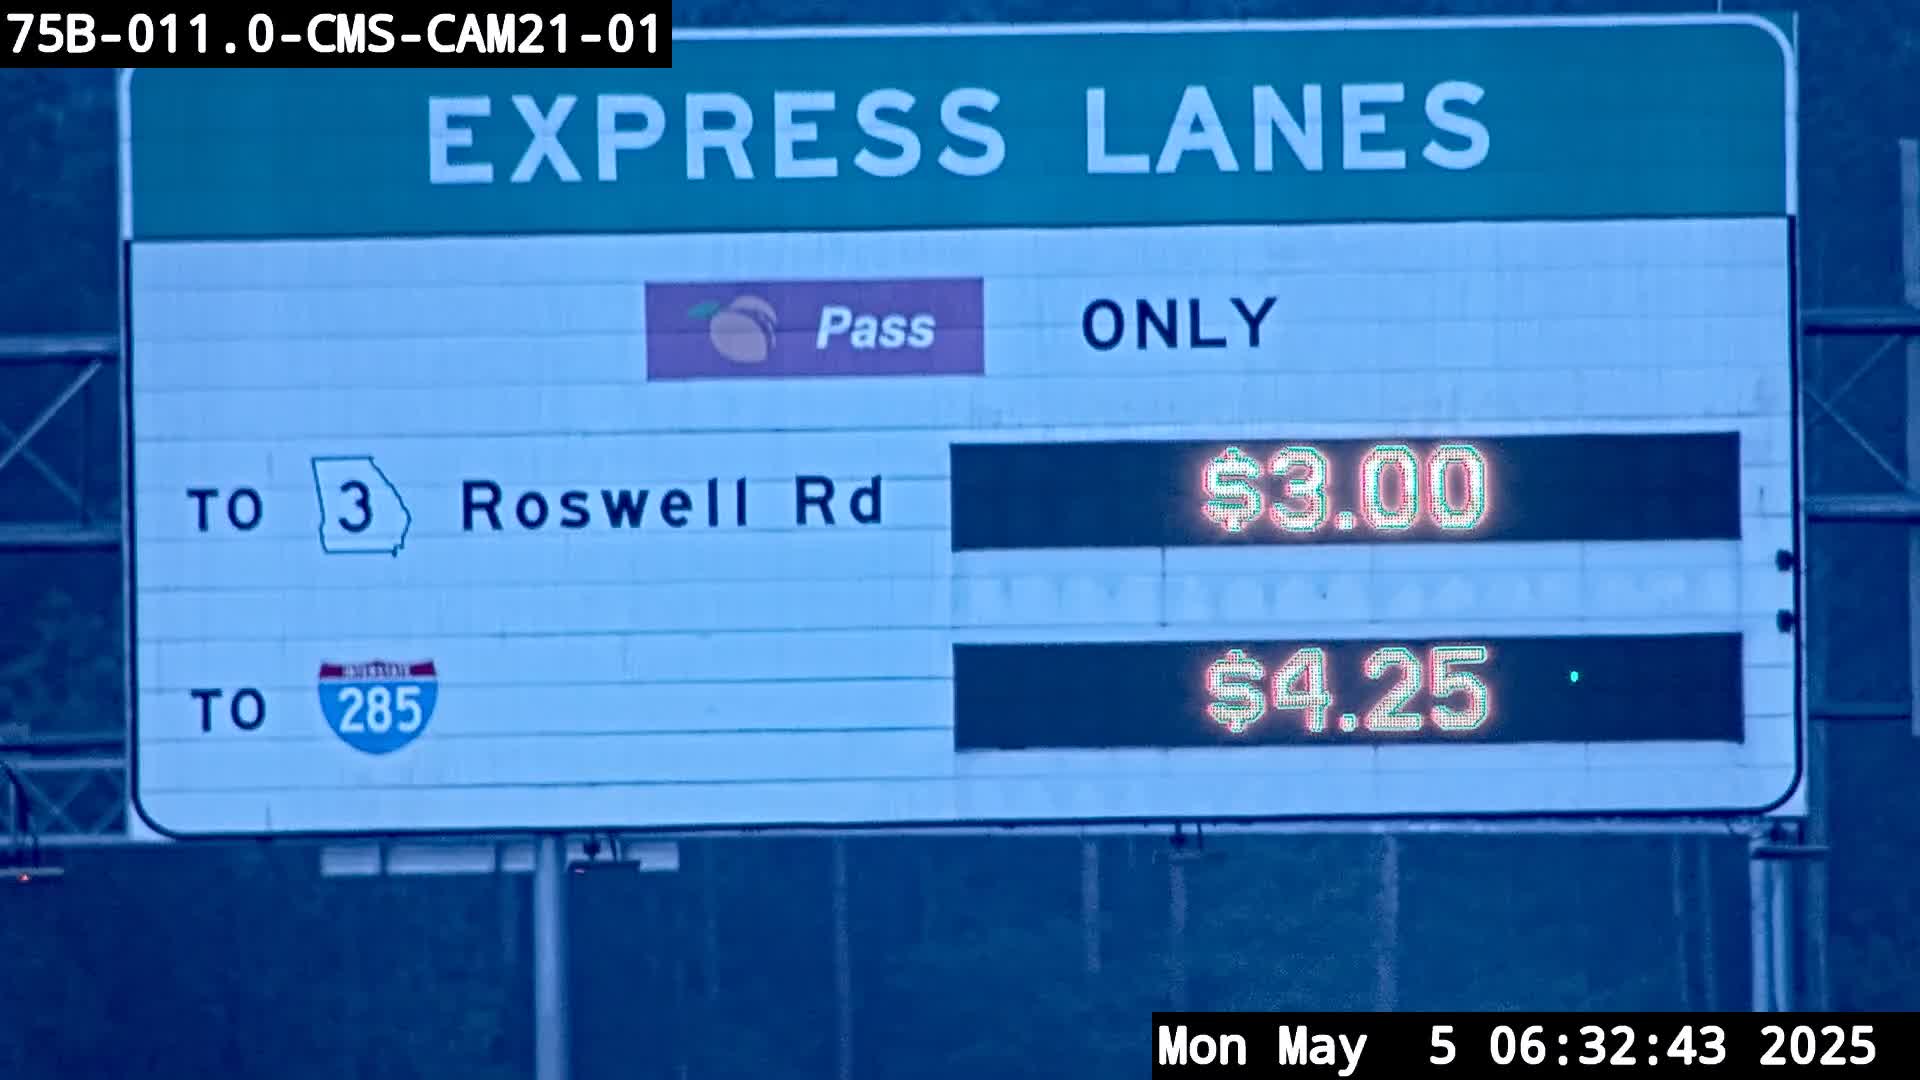 75B-011.0-CMS-CAM21-01
EXPRESS LANES
Pass ONLY
TO 3 Roswell Rd $3.00
INTERSTATE
TO 285 $4.25
Mon May 5 06:32:43 2025